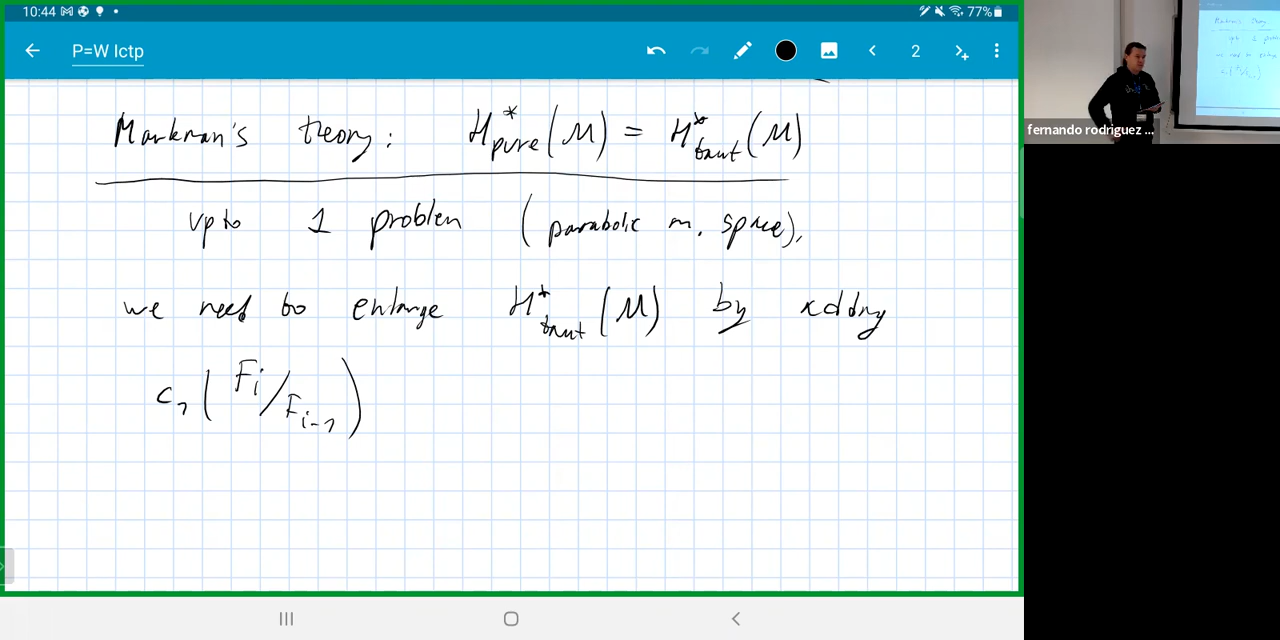 10:44 77%
P=W Ictp 2
Markman's theory: H*pure(M) = H*taut(M)
up to 1 problem (parabolic m. space),
we need to enlarge H*taut(M) by adding
c₁(Fi/Fi-1)
fernando rodriguez ...